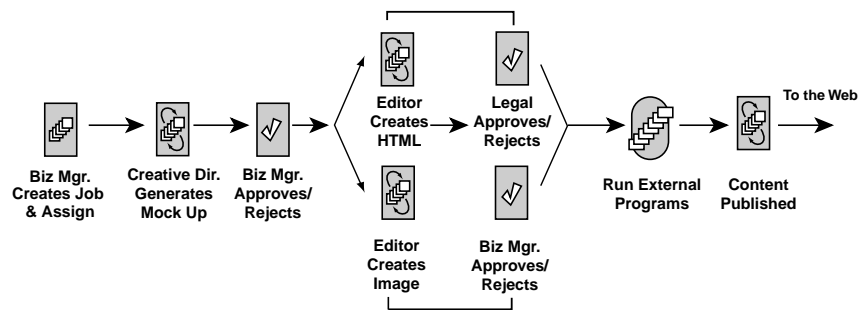 Biz Mgr.
Creates Job
& Assign
Creative Dir.
Generates
Mock Up
Biz Mgr.
Approves/
Rejects
Editor
Creates
HTML
Legal
Approves/
Rejects
Editor
Creates
Image
Biz Mgr.
Approves/
Rejects
Run External
Programs
Content
Published
To the Web